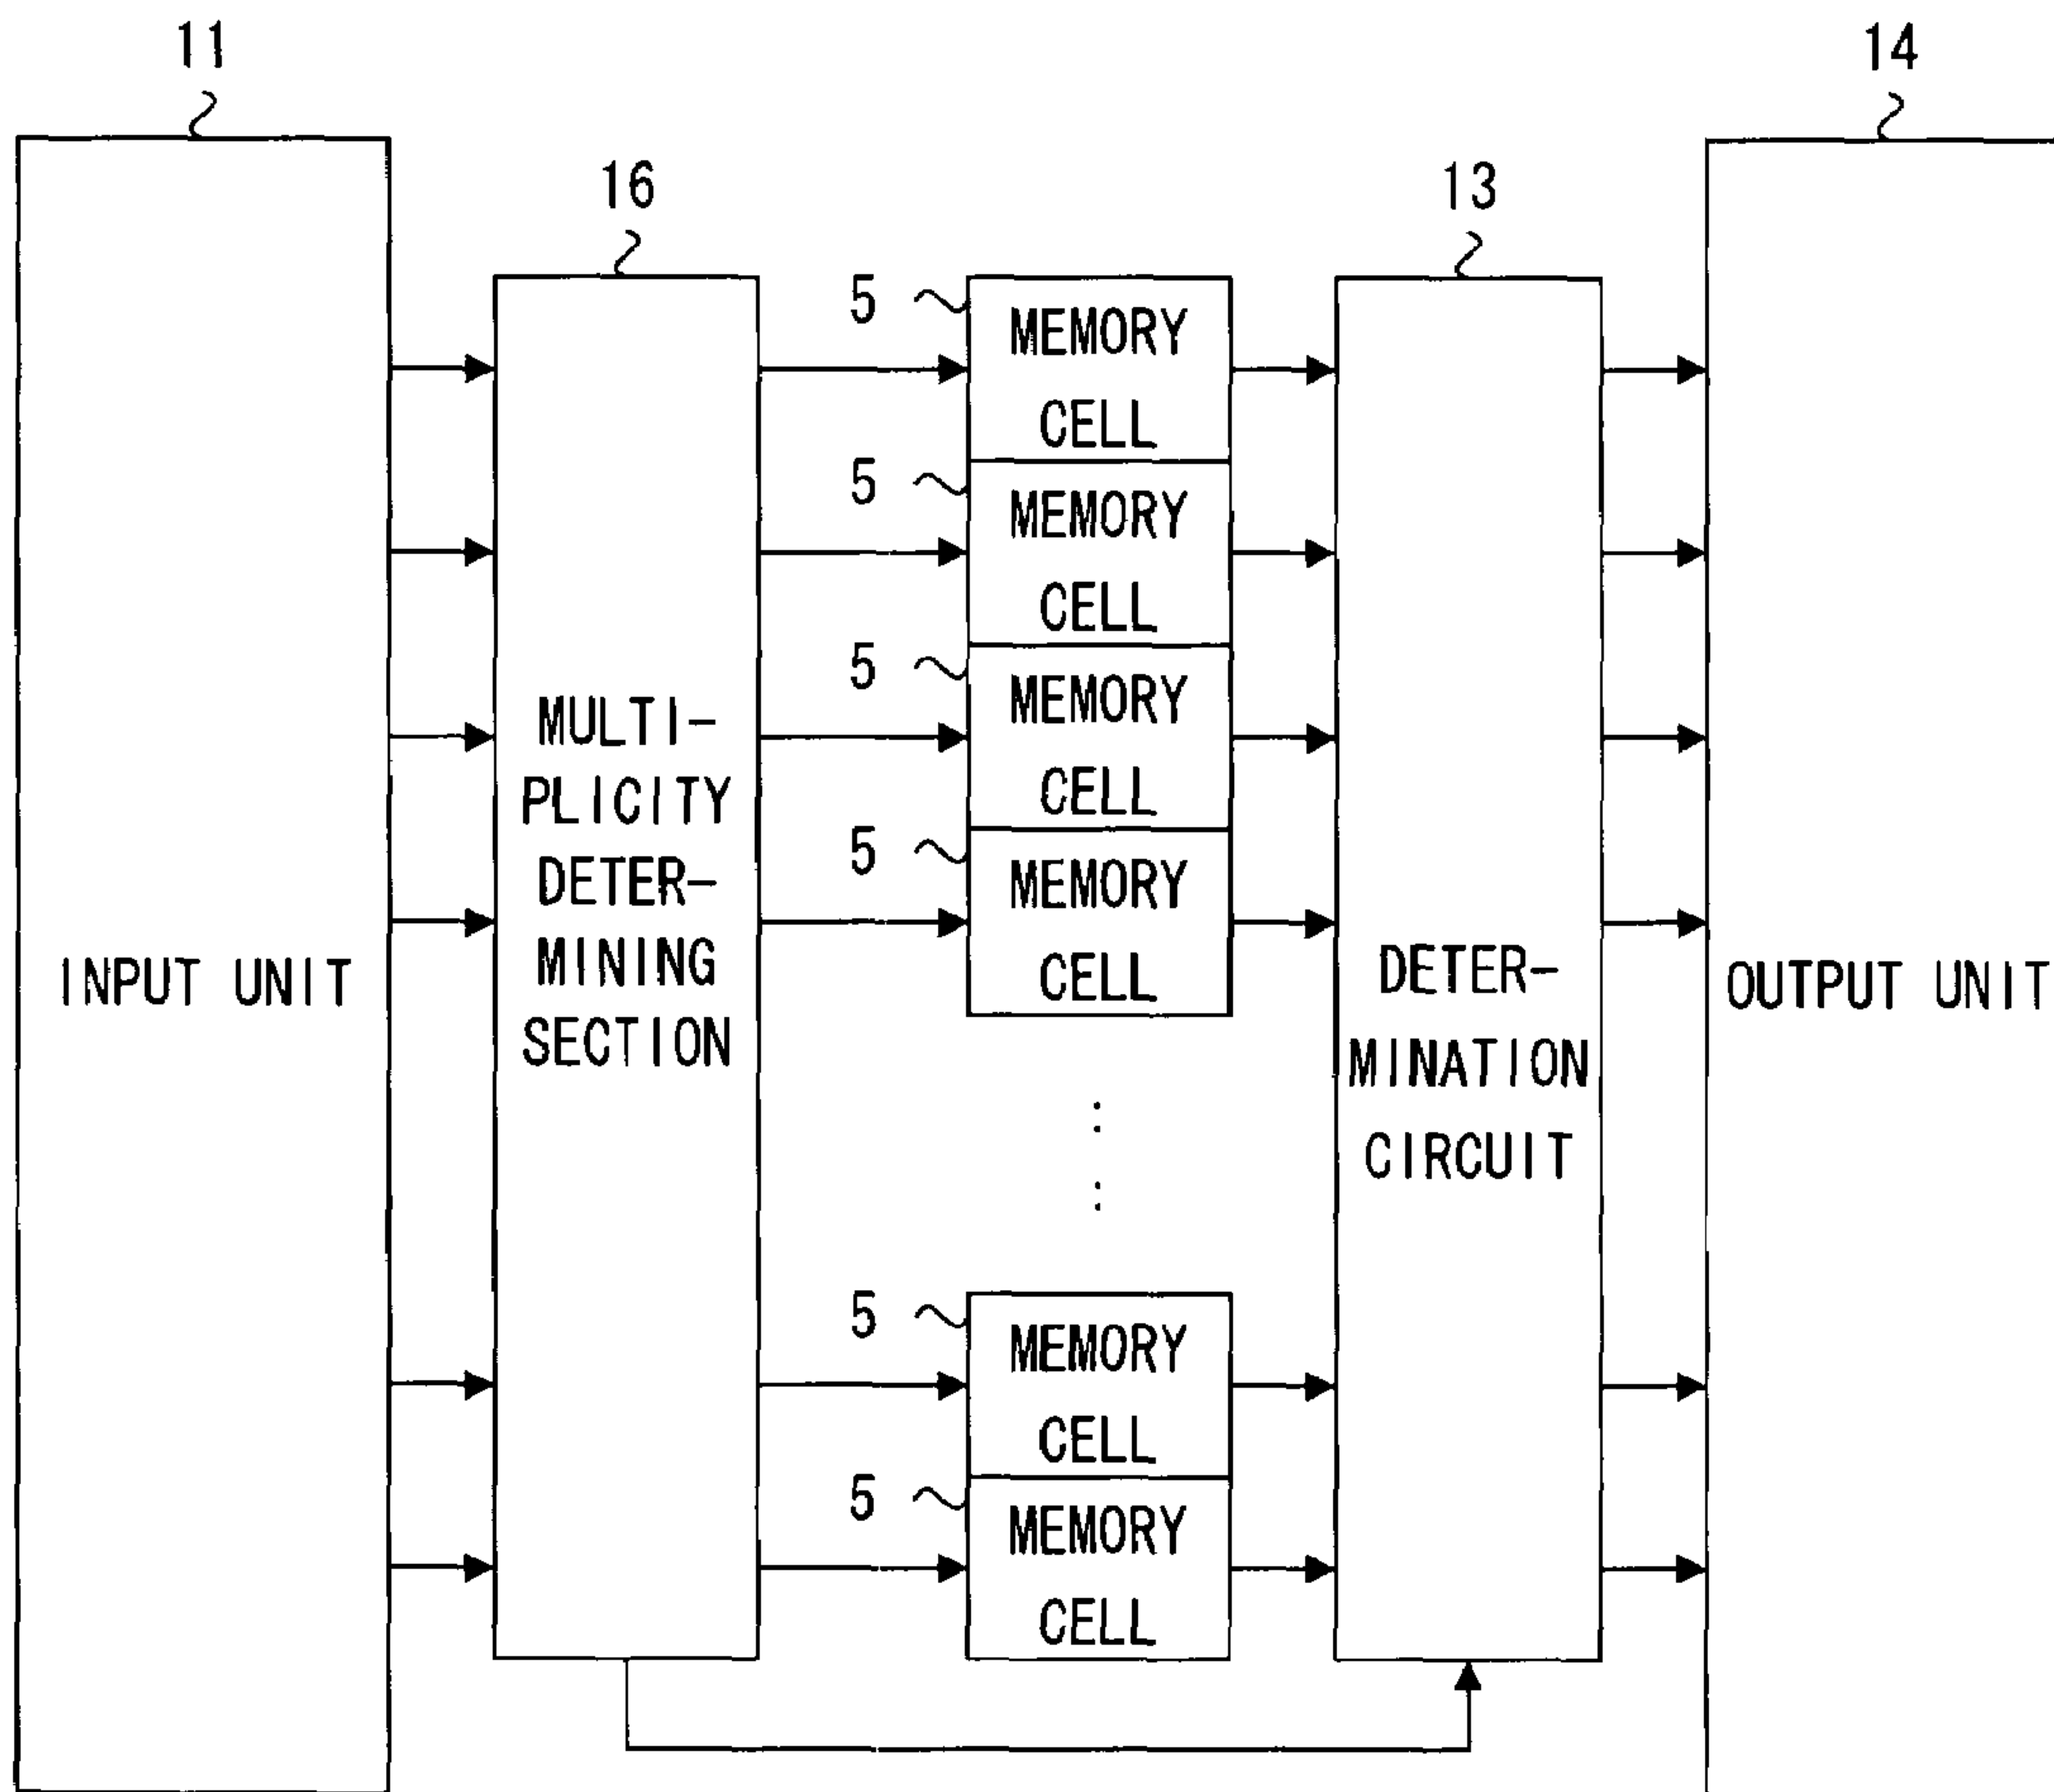 11
14
16
13
5
MEMORY
CELL
5
MEMORY
CELL
5
MEMORY
CELL
5
MEMORY
CELL
INPUT UNIT
MULTI-
PLICITY
DETER-
MINING
SECTION
DETER-
MINATION
CIRCUIT
OUTPUT UNIT
5
MEMORY
CELL
5
MEMORY
CELL